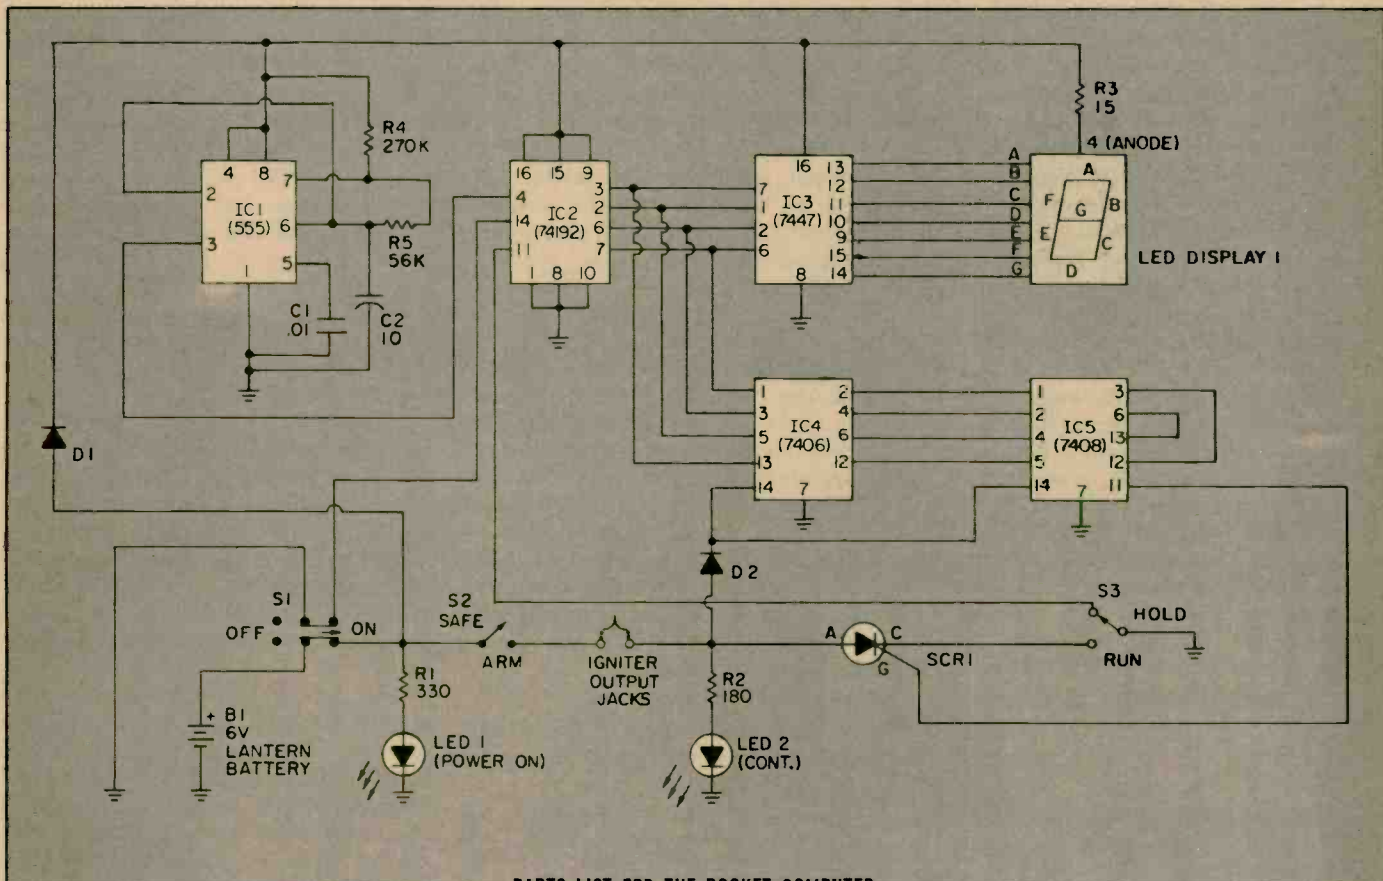 R3
15
4 (ANODE)
R4
270K
A
B
C
D
E
F
G
A
F
B
G
E
C
D
LED DISPLAY 1
4 8 7
2
IC1
(555)
6
3
5
1
R5
56K
C1
.01
C2
10
16 15 9
4
3
14
IC2
(74192)
2
11
6
7
1 8 10
16
13
12
7
IC3
(7447)
11
1
10
2
9
6
15
8
14
1
2
3
IC4
(7406)
4
5
6
13
12
14
7
1
3
2
IC5
(7408)
6
4
13
5
12
14
7
11
D1
D2
S1
OFF
ON
S2
SAFE
ARM
IGNITER
OUTPUT
JACKS
A
C
G
SCR1
S3
HOLD
RUN
R1
330
R2
180
+
B1
6V
LANTERN
BATTERY
LED 1
(POWER ON)
LED 2
(CONT.)